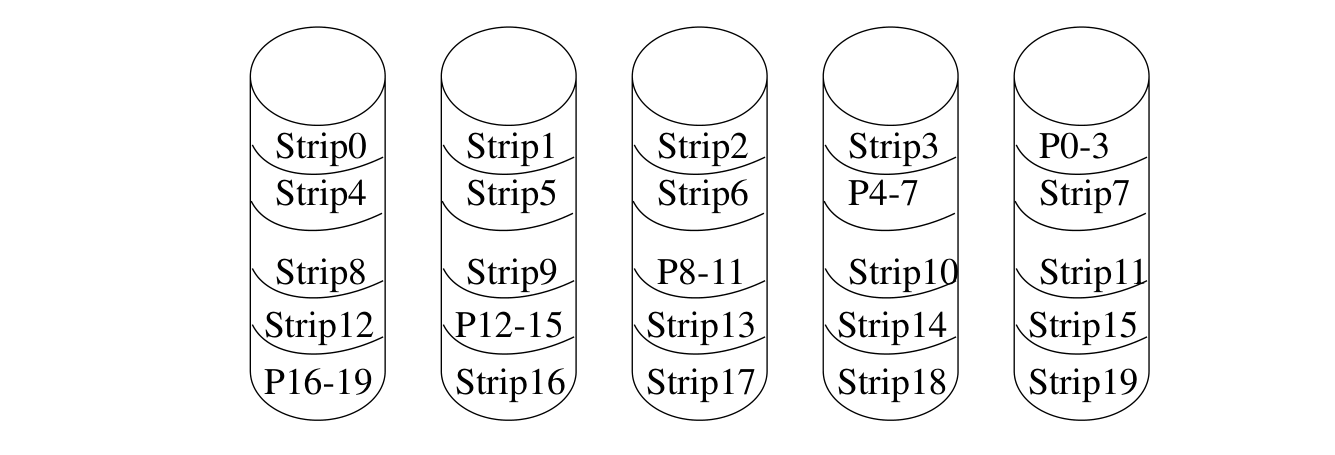 Strip0 Strip1 Strip2 Strip3 P0-3
Strip4 Strip5 Strip6 P4-7 Strip7
Strip8 Strip9 P8-11 Strip10 Strip11
Strip12 P12-15 Strip13 Strip14 Strip15
P16-19 Strip16 Strip17 Strip18 Strip19